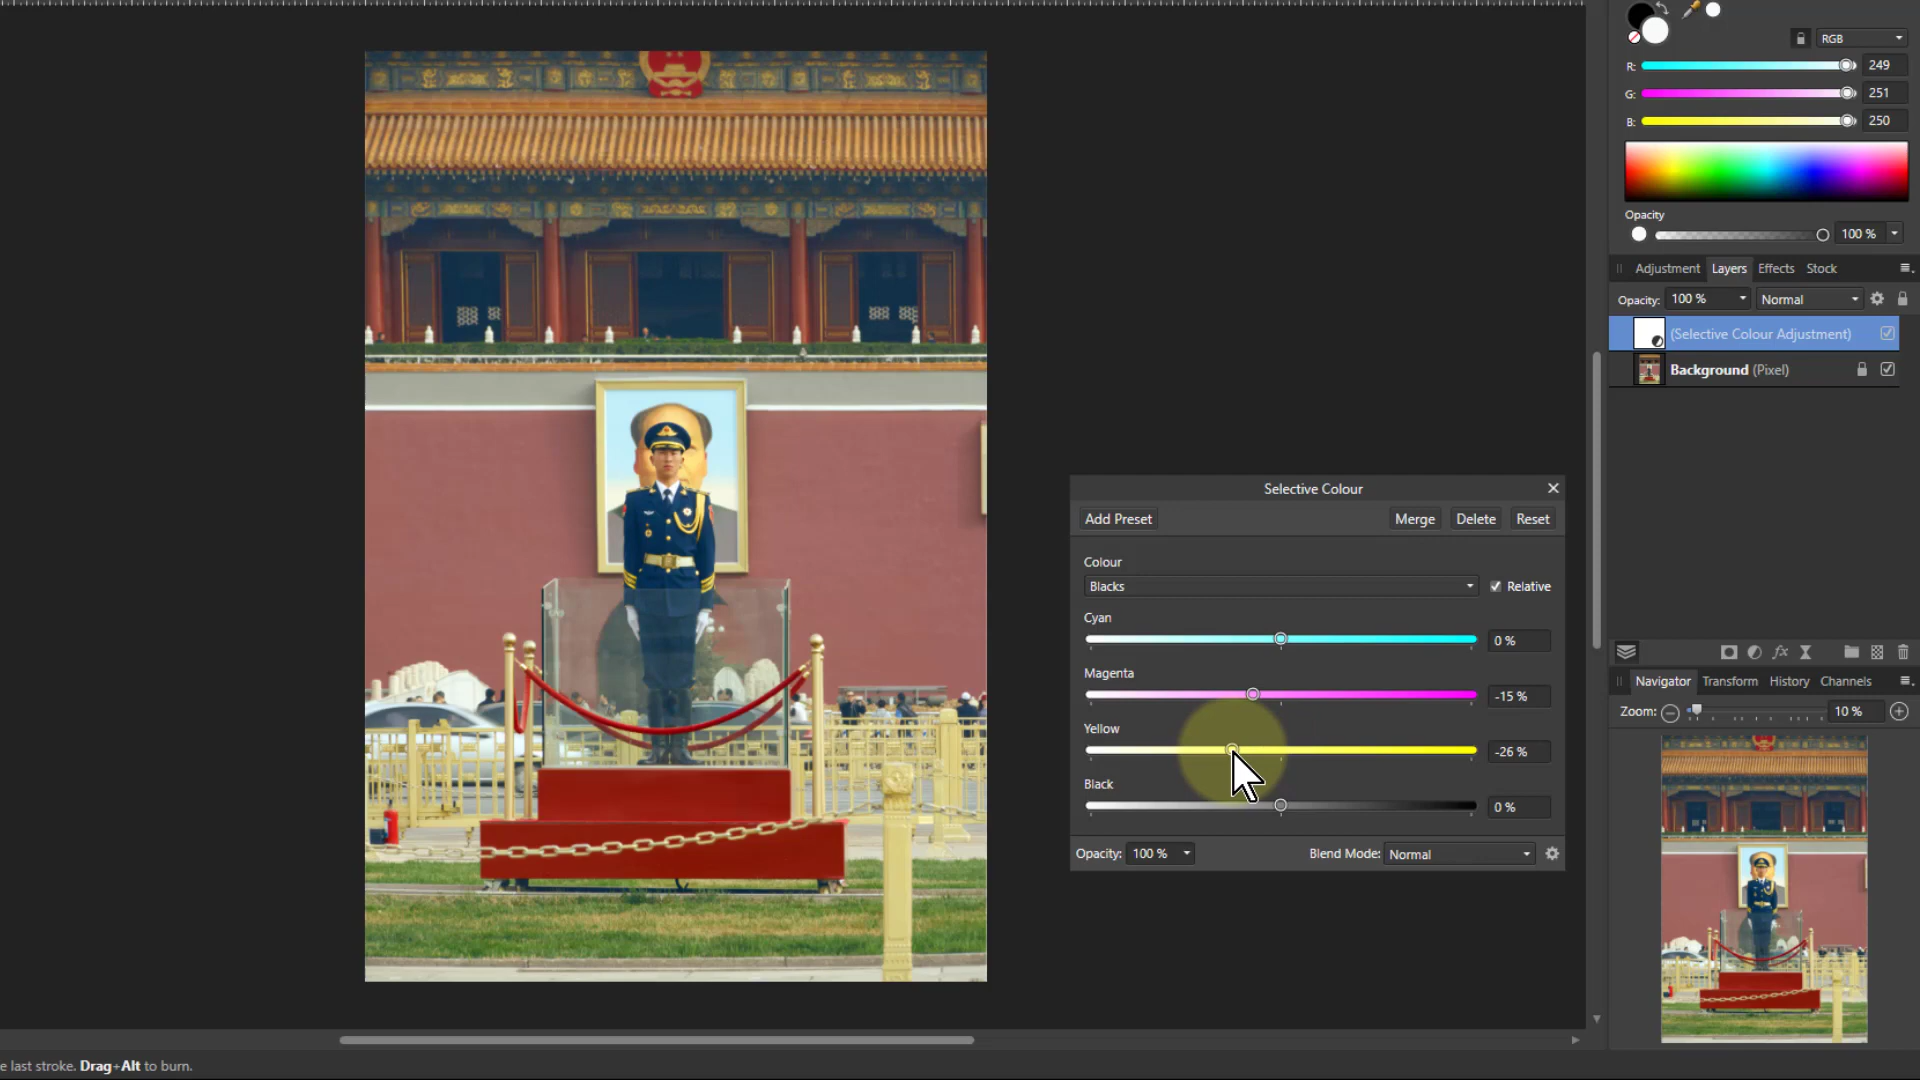 RGB
R:
249
G:
251
B:
250
Opacity
100 %
Adjustment
Layers
Effects
Stock
Opacity:
100 %
Normal
(Selective Colour Adjustment)
Background (Pixel)
Selective Colour
Add Preset
Merge
Delete
Reset
Colour
Blacks
Relative
Cyan
0 %
Magenta
-15 %
Yellow
-26 %
Black
0 %
Opacity:
100 %
Blend Mode:
Normal
fx
Navigator
Transform
History
Channels
Zoom:
10 %
e last stroke. Drag+Alt to burn.